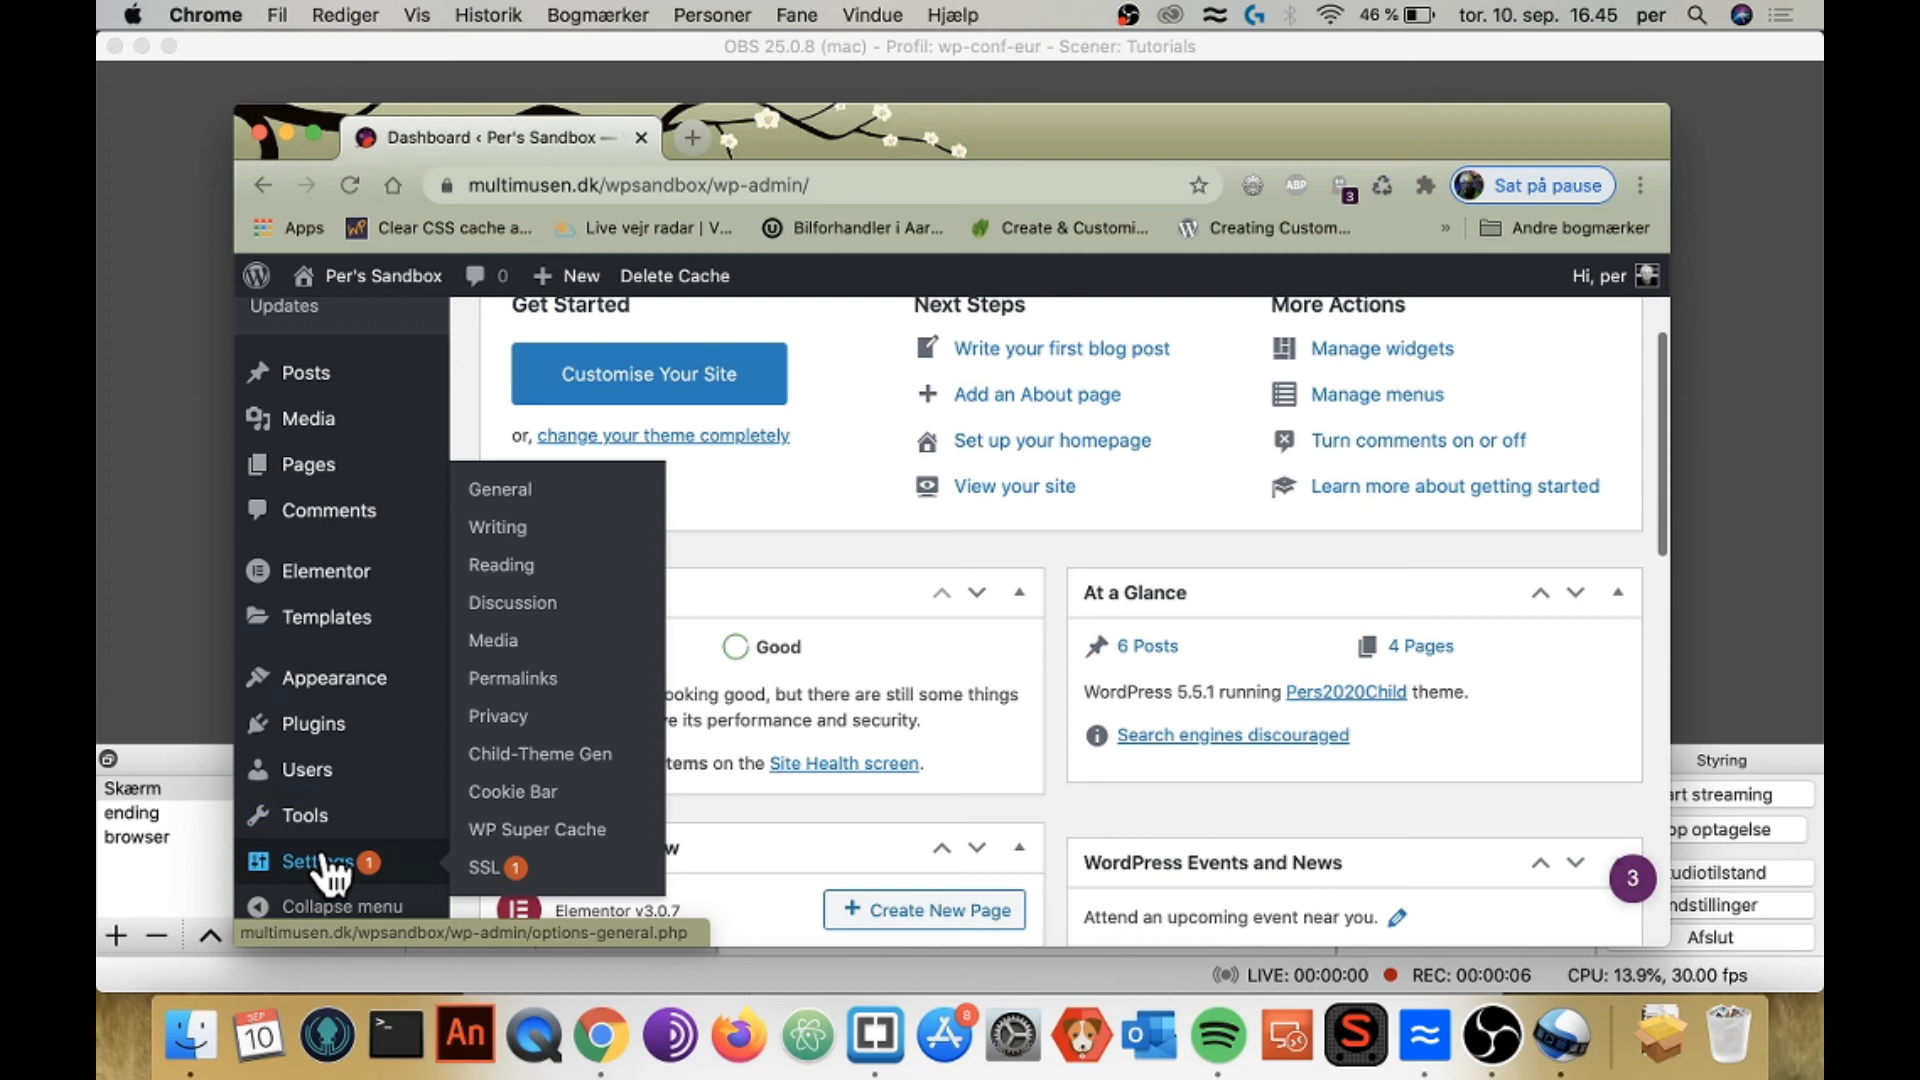 Chrome Fil Rediger Vis Historik Bogmærker Personer Fane Vindue Hjælp 46 % tor. 10. sep. 16.45 per
OBS 25.0.8 (mac) - Profil: wp-conf-eur - Scener: Tutorials
Dashboard ‹ Per's Sandbox —
multimusen.dk/wpsandbox/wp-admin/ ABP 3 Sat på pause
Apps Clear CSS cache a... Live vejr radar | V... Bilforhandler i Aar... Create & Customi... Creating Custom... » Andre bogmærker
Per's Sandbox 0 New Delete Cache Hi, per
Updates
Posts
Media
Pages
Comments
Elementor
Templates
Appearance
Plugins
Users
Tools
Settings 1
Collapse menu
General
Writing
Reading
Discussion
Media
Permalinks
Privacy
Child-Theme Gen
Cookie Bar
WP Super Cache
SSL 1
Get Started
Customise Your Site
or, change your theme completely
Next Steps
Write your first blog post
Add an About page
Set up your homepage
View your site
More Actions
Manage widgets
Manage menus
Turn comments on or off
Learn more about getting started
Good
ooking good, but there are still some things
e its performance and security.
tems on the Site Health screen.
w
Elementor v3.0.7
Create New Page
At a Glance
6 Posts 4 Pages
WordPress 5.5.1 running Pers2020Child theme.
Search engines discouraged
WordPress Events and News
Attend an upcoming event near you.
3
multimusen.dk/wpsandbox/wp-admin/options-general.php
Skærm
ending
browser
Styring
art streaming
op optagelse
udiotilstand
ndstillinger
Afslut
LIVE: 00:00:00 REC: 00:00:06 CPU: 13.9%, 30.00 fps
SEP
10
An
8